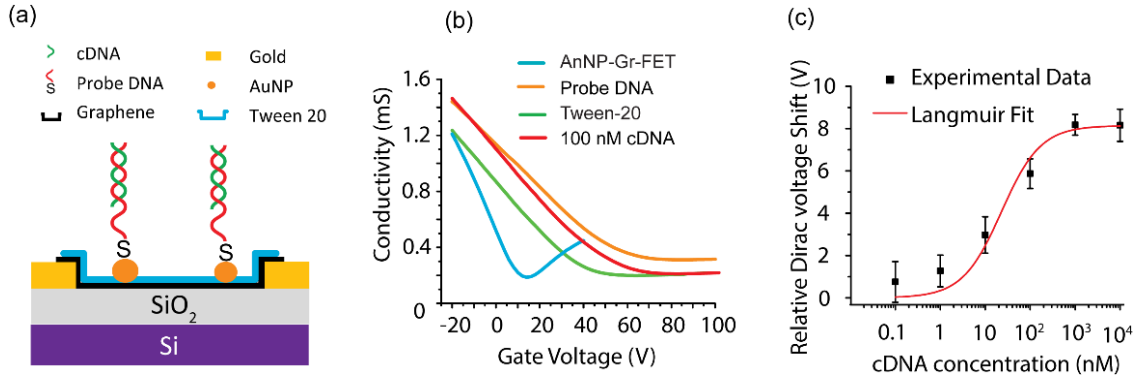 (a)
cDNA
Probe DNA
S
Graphene
Gold
AuNP
Tween 20
S
S
SiO2
Si
(b)
Conductivity (mS)
1.6
1.2
0.8
0.4
0.0
-20
0
20
40
60
80
100
Gate Voltage (V)
AnNP-Gr-FET
Probe DNA
Tween-20
100 nM cDNA
(c)
Relative Dirac voltage Shift (V)
10
8
6
4
2
0
0.1
1
10
10²
10³
10⁴
cDNA concentration (nM)
Experimental Data
Langmuir Fit